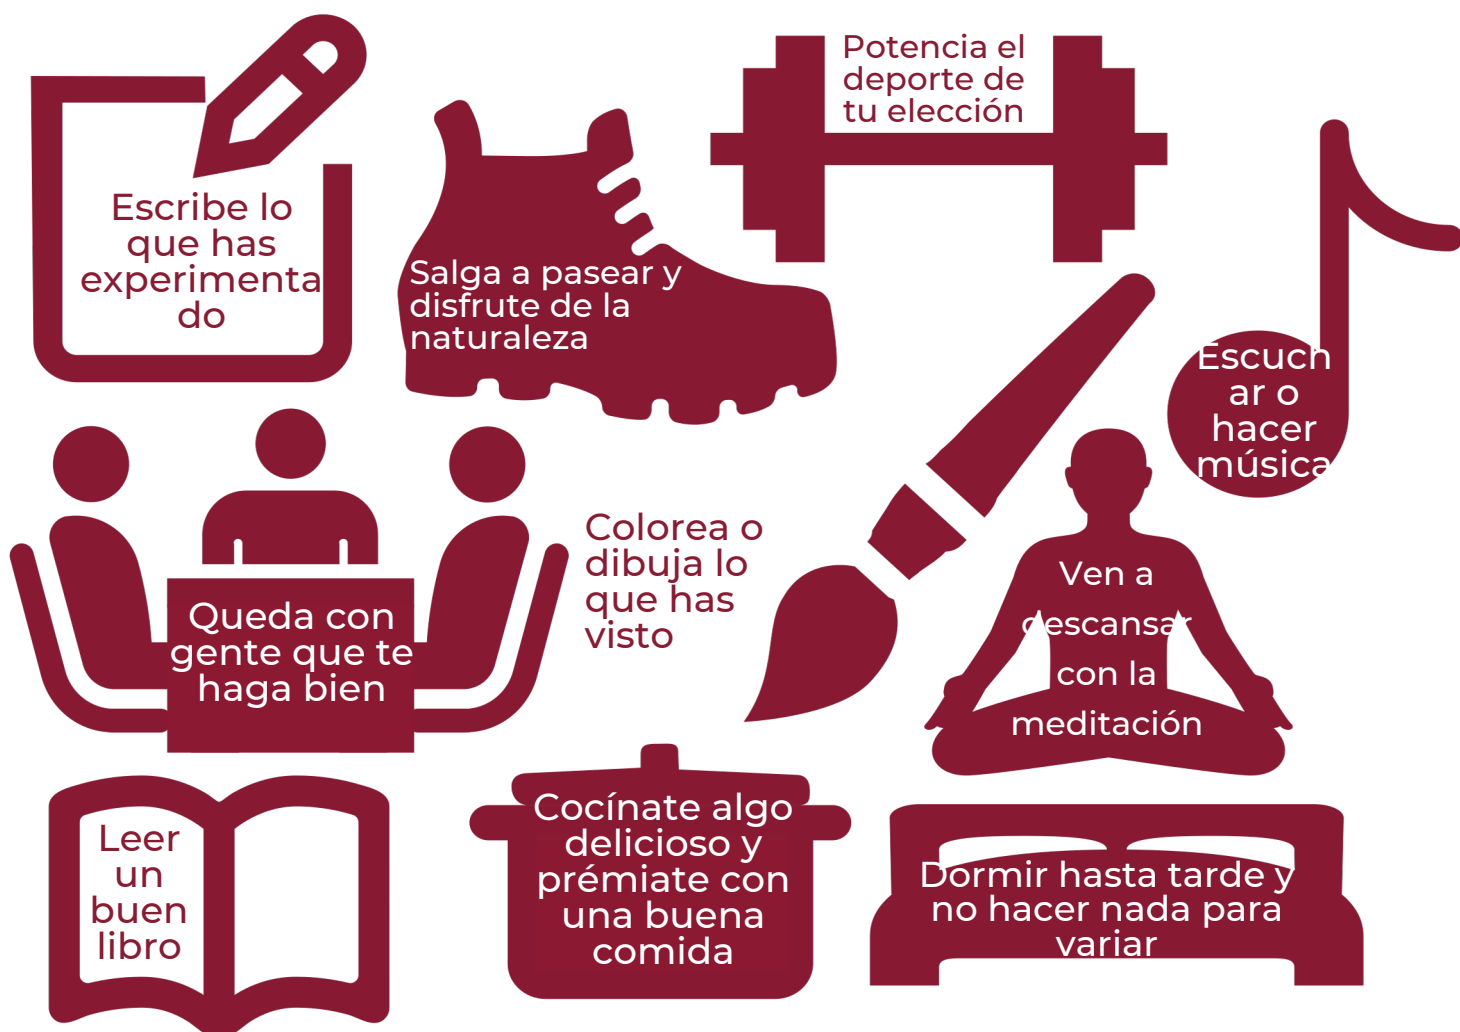 Escribe lo
que has
experimenta
do
Salga a pasear y
disfrute de la
naturaleza
Potencia el
deporte de
tu elección
Escuch
ar o
hacer
música
Queda con
gente que te
haga bien
Colorea o
dibuja lo
que has
visto
Ven a
descansar
con la
meditación
Leer
un
buen
libro
Cocínate algo
delicioso y
prémiate con
una buena
comida
Dormir hasta tarde y
no hacer nada para
variar